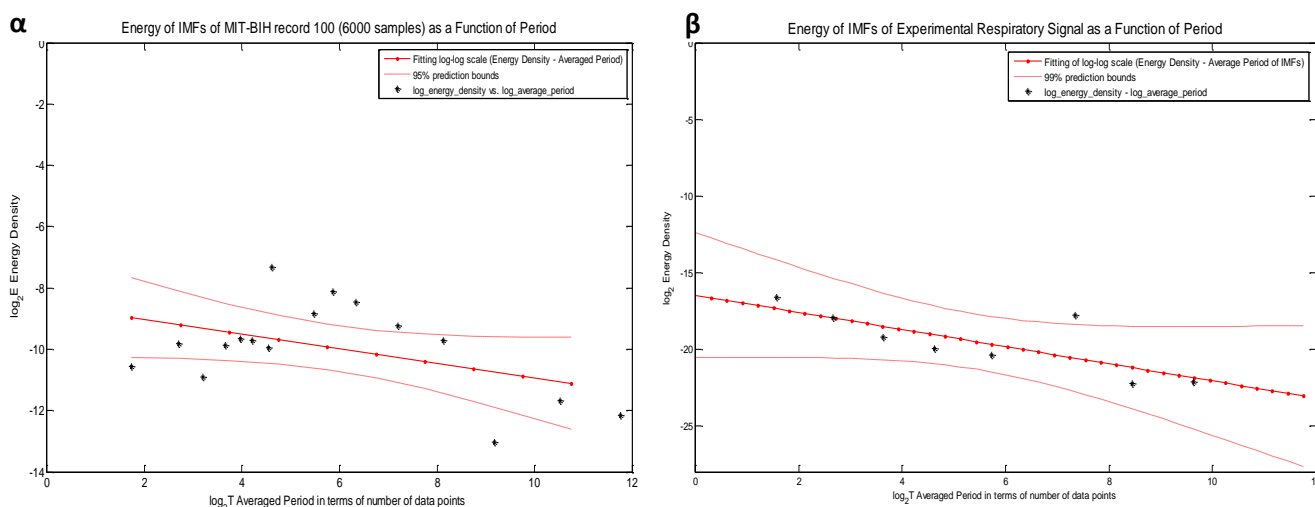 α
Energy of IMFs of MIT-BIH record 100 (6000 samples) as a Function of Period
Fitting log-log scale (Energy Density - Averaged Period)
95% prediction bounds
log_energy_density vs. log_average_period
0
-2
-4
-6
-8
-10
-12
-14
log₂E Energy Density
0
2
4
6
8
10
12
log₂T Averaged Period in terms of number of data points
β
Energy of IMFs of Experimental Respiratory Signal as a Function of Period
Fitting of log-log scale (Energy Density - Average Period of IMFs)
99% prediction bounds
log_energy_density - log_average_period
-0
-5
-10
-15
-20
-25
log₂ Energy Density
0
2
4
6
8
10
log₂T Averaged Period in terms of number of data points